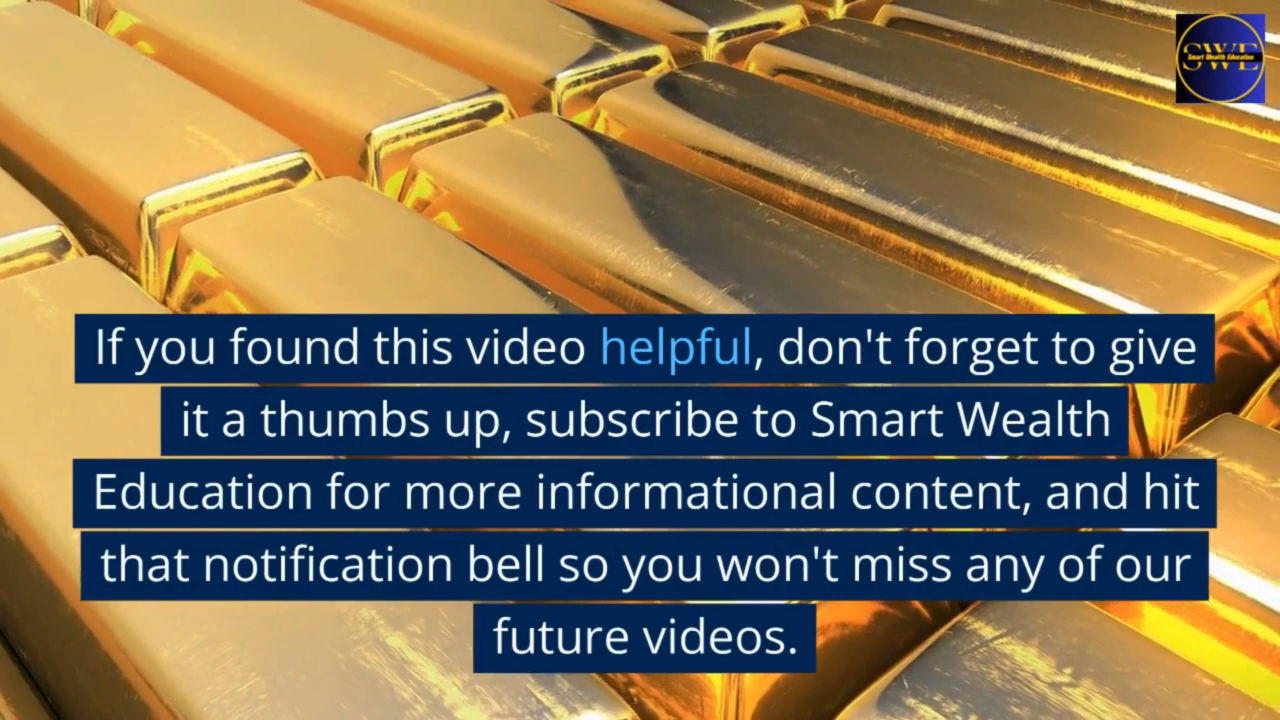 SWE
Smart Wealth Education
If you found this video helpful, don't forget to give
it a thumbs up, subscribe to Smart Wealth
Education for more informational content, and hit
that notification bell so you won't miss any of our
future videos.